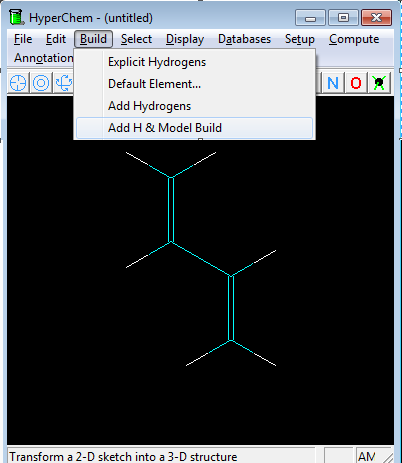 HyperChem - (untitled)
File Edit Build Select Display Databases Setup Compute
Annotation
Explicit Hydrogens
Default Element...
Add Hydrogens
Add H & Model Build
N O
Transform a 2-D sketch into a 3-D structure AM